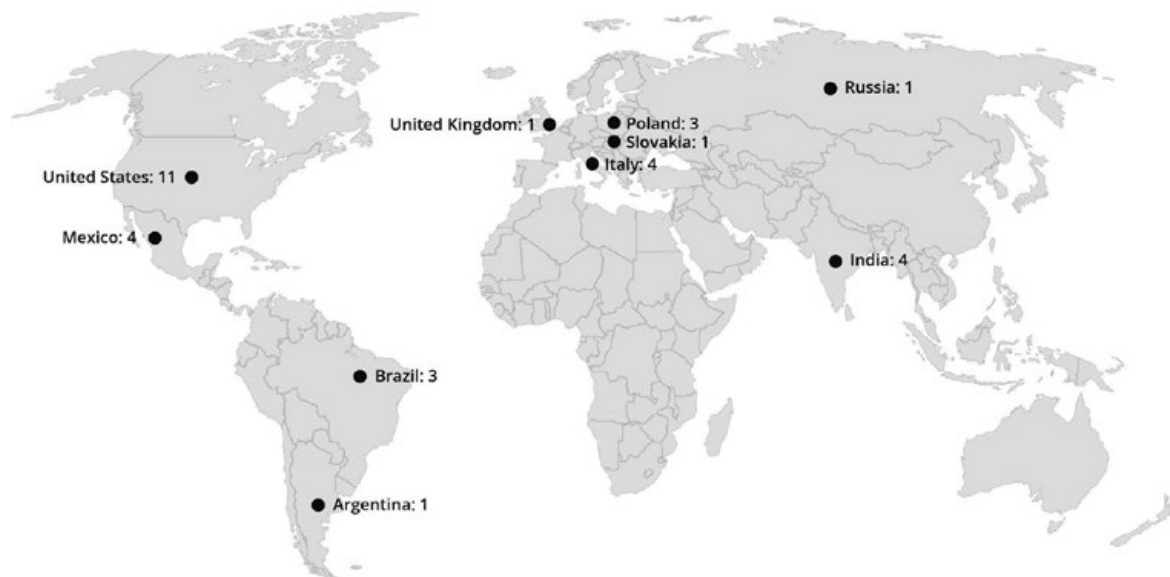 Russia: 1
United Kingdom: 1
Poland: 3
Slovakia: 1
Italy: 4
United States: 11
Mexico: 4
India: 4
Brazil: 3
Argentina: 1